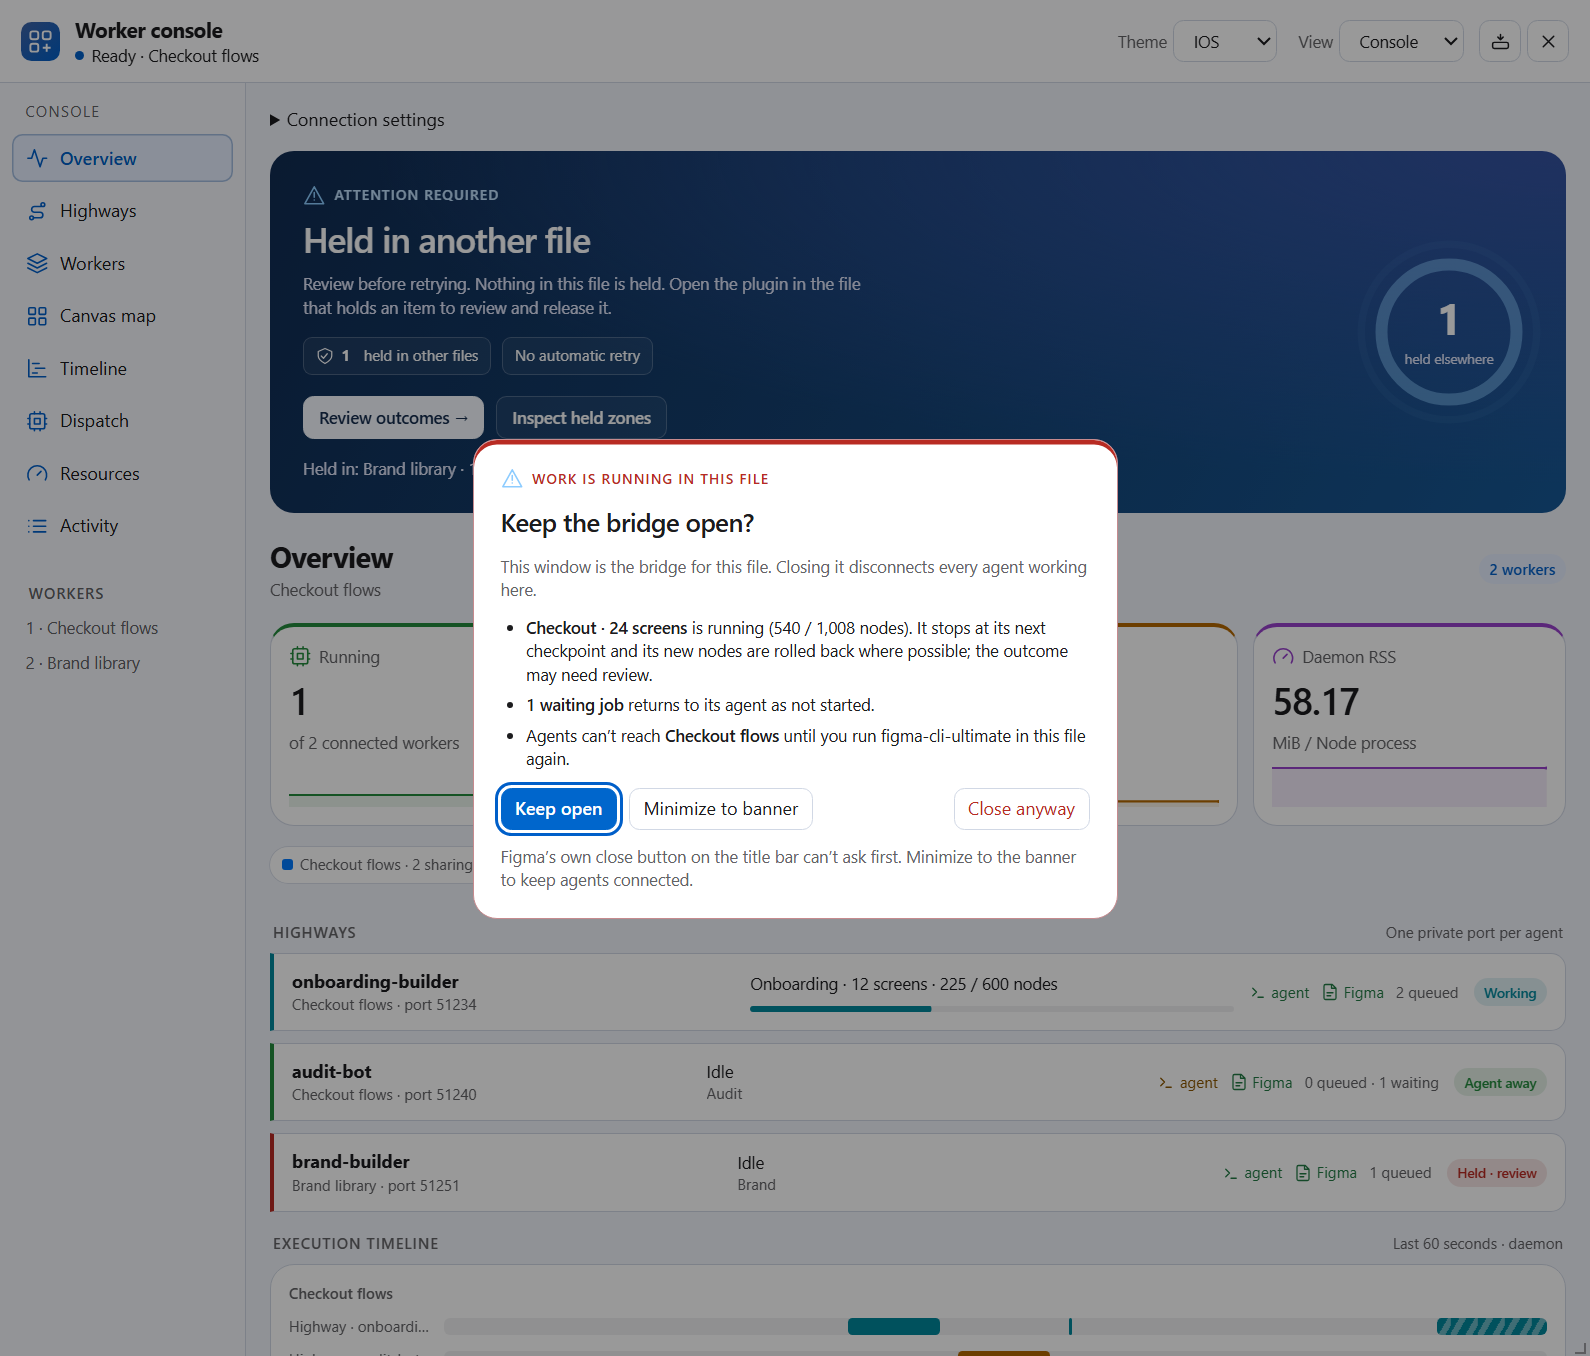 Worker console
Ready · Checkout flows
Theme
IOS
View
Console
CONSOLE
Overview
Highways
Workers
Canvas map
Timeline
Dispatch
Resources
Activity
WORKERS
1 · Checkout flows
2 · Brand library
Connection settings
ATTENTION REQUIRED
Held in another file
Review before retrying. Nothing in this file is held. Open the plugin in the file
that holds an item to review and release it.
1 held in other files
No automatic retry
Review outcomes →
Inspect held zones
Held in: Brand library ·
1
held elsewhere
WORK IS RUNNING IN THIS FILE
Keep the bridge open?
This window is the bridge for this file. Closing it disconnects every agent working
here.
• Checkout · 24 screens is running (540 / 1,008 nodes). It stops at its next
checkpoint and its new nodes are rolled back where possible; the outcome
may need review.
• 1 waiting job returns to its agent as not started.
• Agents can’t reach Checkout flows until you run figma-cli-ultimate in this file
again.
Keep open
Minimize to banner
Close anyway
Figma’s own close button on the title bar can’t ask first. Minimize to the banner
to keep agents connected.
Overview
Checkout flows
2 workers
Running
1
of 2 connected workers
Daemon RSS
58.17
MiB / Node process
Checkout flows · 2 sharing
HIGHWAYS
One private port per agent
onboarding-builder
Checkout flows · port 51234
Onboarding · 12 screens · 225 / 600 nodes
agent
Figma
2 queued
Working
audit-bot
Checkout flows · port 51240
Idle
Audit
agent
Figma
0 queued · 1 waiting
Agent away
brand-builder
Brand library · port 51251
Idle
Brand
agent
Figma
1 queued
Held · review
EXECUTION TIMELINE
Last 60 seconds · daemon
Checkout flows
Highway · onboardi...